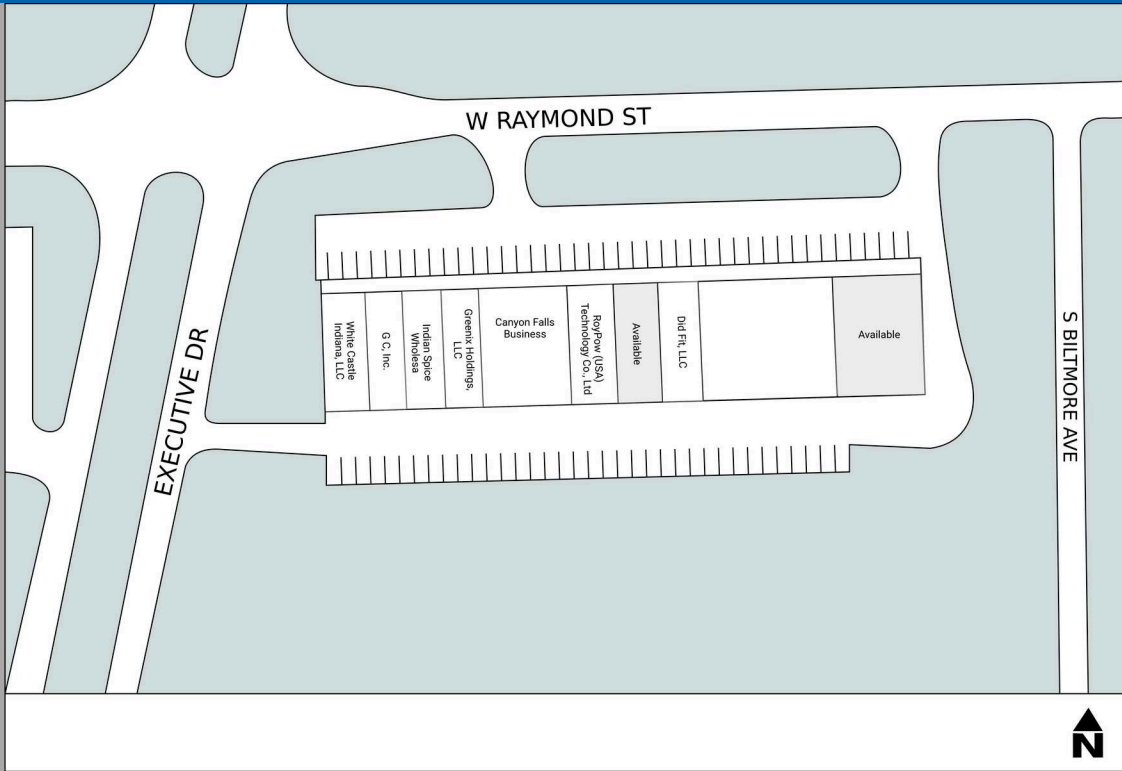 W RAYMOND ST
EXECUTIVE DR
White Castle
Indiana, LLC
G C, Inc.
Indian Spice
Wholesa
Greenix Holdings,
LLC
Canyon Falls
Business
RoyPow (USA)
Technology Co., Ltd
Available
Did Fit, LLC
Available
S BILTMORE AVE
N